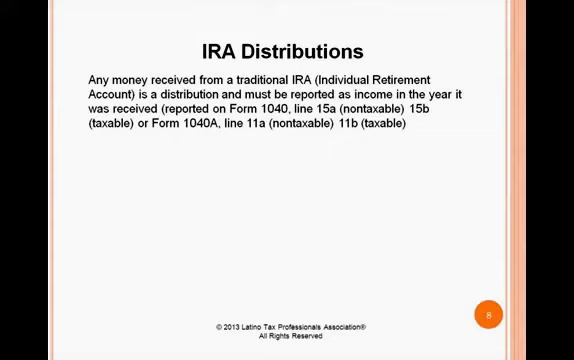 IRA Distributions
Any money received from a traditional IRA (Individual Retirement
Account) is a distribution and must be reported as income in the year it
was received (reported on Form 1040, line 15a (nontaxable) 15b
(taxable) or Form 1040A, line 11a (nontaxable) 11b (taxable)
8
© 2013 Latino Tax Professionals Association®
All Rights Reserved